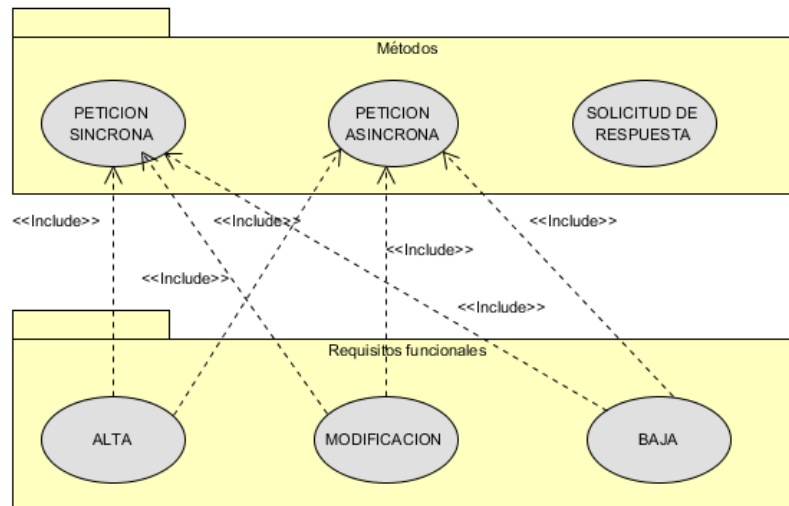 Métodos
PETICION
SINCRONA
PETICION
ASINCRONA
SOLICITUD DE
RESPUESTA
<<Include>>
<<Include>>
<<Include>>
<<Include>>
<<Include>>
<<Include>>
Requisitos funcionales
ALTA
MODIFICACION
BAJA